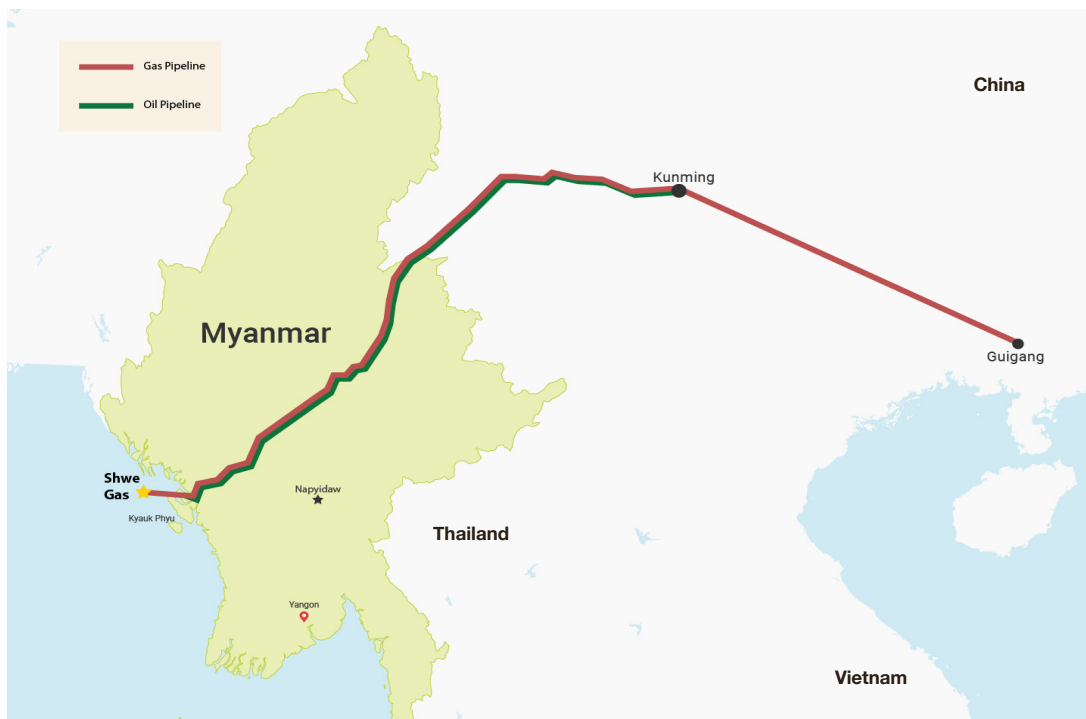 Gas Pipeline
Oil Pipeline
China
Kunming
Myanmar
Guigang
Shwe
Gas
Napyidaw
Kyauk Phyu
Thailand
Yangon
Vietnam